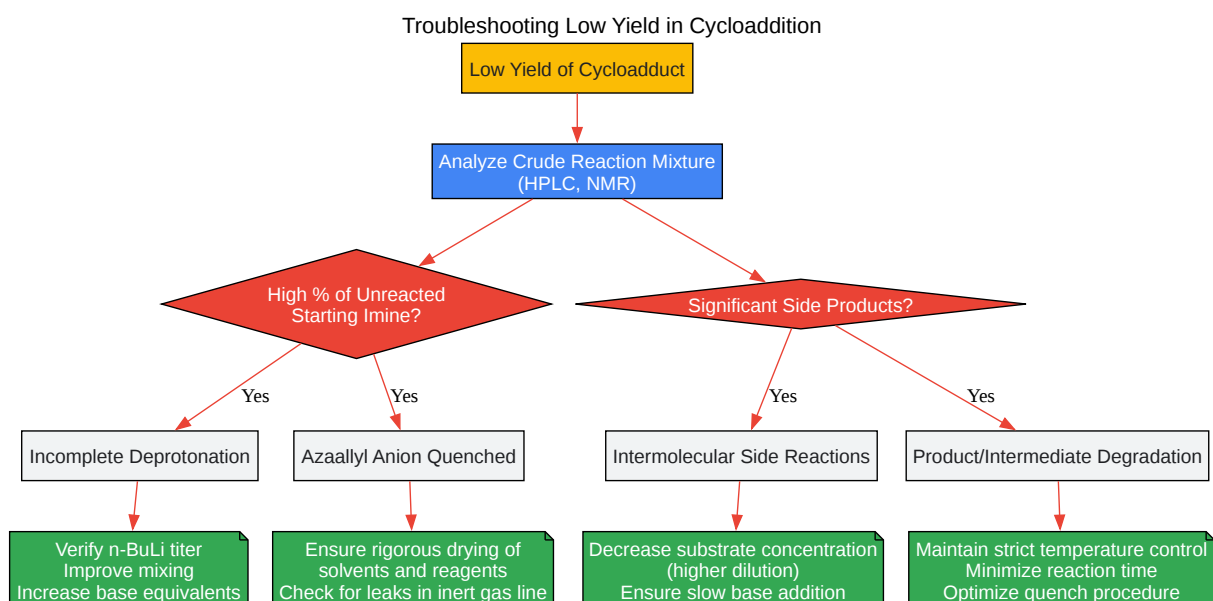 Troubleshooting Low Yield in Cycloaddition
Low Yield of Cycloadduct
Analyze Crude Reaction Mixture
(HPLC, NMR)
High % of Unreacted
Starting Imine?
Significant Side Products?
Yes
Yes
Yes
Yes
Incomplete Deprotonation
Azaallyl Anion Quenched
Intermolecular Side Reactions
Product/Intermediate Degradation
Verify n-BuLi titer
Improve mixing
Increase base equivalents
Ensure rigorous drying of
solvents and reagents
Check for leaks in inert gas line
Decrease substrate concentration
(higher dilution)
Ensure slow base addition
Maintain strict temperature control
Minimize reaction time
Optimize quench procedure